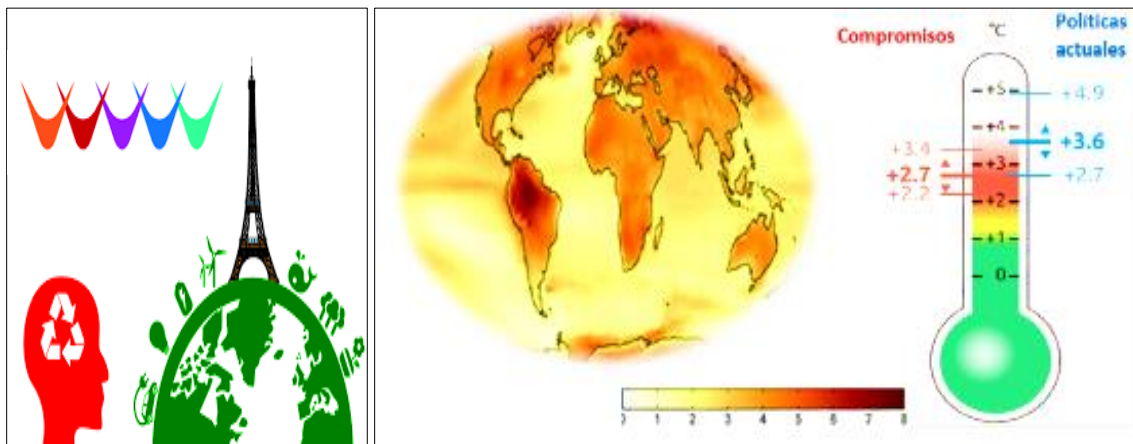 Compromisos
°C
Políticas
actuales
+5
+4.9
+4
+3.6
+3.4
+3
+2.7
+2.7
+2.2
+2
+1
0
0 1 2 3 4 5 6 7 8